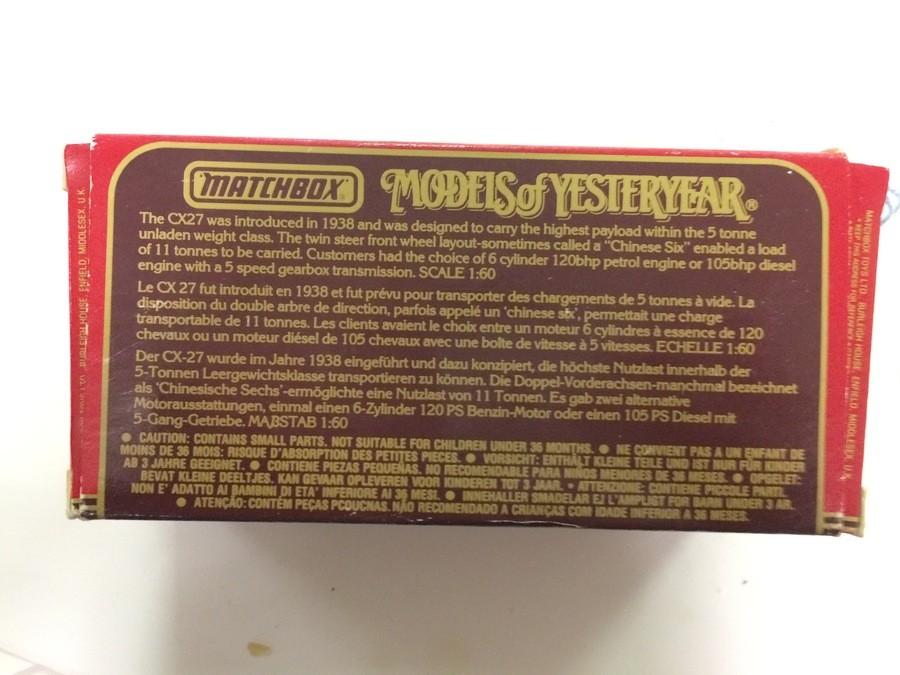 MATCHBOX MODELS of YESTERYEAR®
The CX27 was introduced in 1938 and was designed to carry the highest payload within the 5 tonne
unladen weight class. The twin steer front wheel layout-sometimes called a "Chinese Six" enabled a load
of 11 tonnes to be carried. Customers had the choice of 6 cylinder 120bhp petrol engine or 105bhp diesel
engine with a 5 speed gearbox transmission. SCALE 1:60
Le CX 27 fut introduit en 1938 et fut prévu pour transporter des chargements de 5 tonnes à vide. La
disposition du double arbre de direction, parfois appelé un 'chinese six', permettait une charge
transportable de 11 tonnes. Les clients avaient le choix entre un moteur 6 cylindres à essence de 120
chevaux ou un moteur diésel de 105 chevaux avec une boîte de vitesse à 5 vitesses. ECHELLE 1:60
Der CX-27 wurde im Jahre 1938 eingeführt und dazu konzipiert, die höchste Nutzlast innerhalb der
5-Tonnen Leergewichtsklasse transportieren zu können. Die Doppel-Vorderachsen-manchmal bezeichnet
als 'Chinesische Sechs'-ermöglichte eine Nutzlast von 11 Tonnen. Es gab zwei alternative
Motorausstattungen, einmal einen 6-Zylinder 120 PS Benzin-Motor oder einen 105 PS Diesel mit
5-Gang-Getriebe. MAßSTAB 1:60
● CAUTION: CONTAINS SMALL PARTS. NOT SUITABLE FOR CHILDREN UNDER 36 MONTHS. ● NE CONVIENT PAS A UN ENFANT DE
MOINS DE 36 MOIS: RISQUE D'ABSORPTION DES PETITES PIECES. ● VORSICHT: ENTHÄLT KLEINE TEILE UND IST NUR FÜR KINDER
AB 3 JAHRE GEEIGNET. ● CONTIENE PIEZAS PEQUEÑAS. NO RECOMENDABLE PARA NIÑOS MENORES DE 36 MESES. ● OPGELET:
BEVAT KLEINE DEELTJES. KAN GEVAAR OPLEVEREN VOOR KINDEREN TOT 3 JAAR. • ATTENZIONE: CONTIENE PICCOLE PARTI.
NON E' ADATTO AI BAMBINI DI ETA' INFERIORE AI 36 MESI. ● INNEHALLER SMADELAR EJ LAMPLIGT FOR BARN UNDER 3 AR.
● ATENÇAO: CONTÉM PEÇAS PCOUCNAS. NÃO RECOMENDADO A CRIANÇAS COM IDADE INFERIOR A 36 MESES.
BURLEIGH HOUSE, ENFIELD, MIDDLESEX, U.K.
MATCHBOX TOYS LTD., BURLEIGH HOUSE, ENFIELD, MIDDLESEX, U.K.
• KEEP THIS ADDRESS FOR REFERENCE